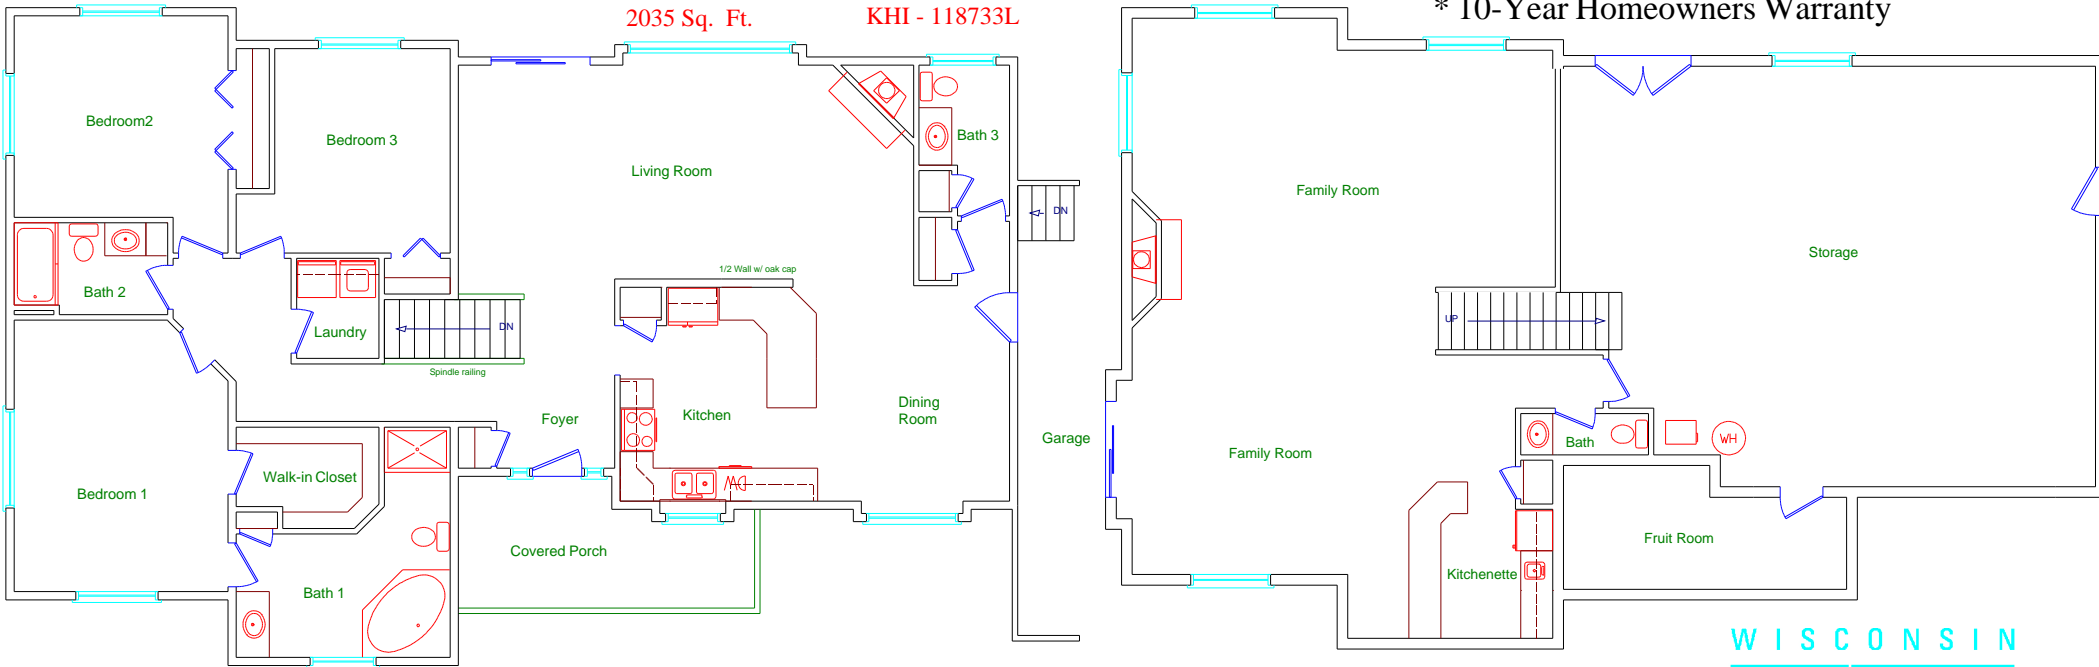 2035 Sq. Ft.
KHI - 118733L
* 10-Year Homeowners Warranty
Bedroom2
Bedroom 3
Living Room
Bath 3
DN
1/2 Wall w/ oak cap
Bath 2
Laundry
DN
Spindle railing
Foyer
Kitchen
Dining
Room
Garage
Walk-in Closet
Bedroom 1
DW
Covered Porch
Bath 1
Family Room
Storage
UP
Family Room
Bath
WH
Fruit Room
Kitchenette
WISCONSIN